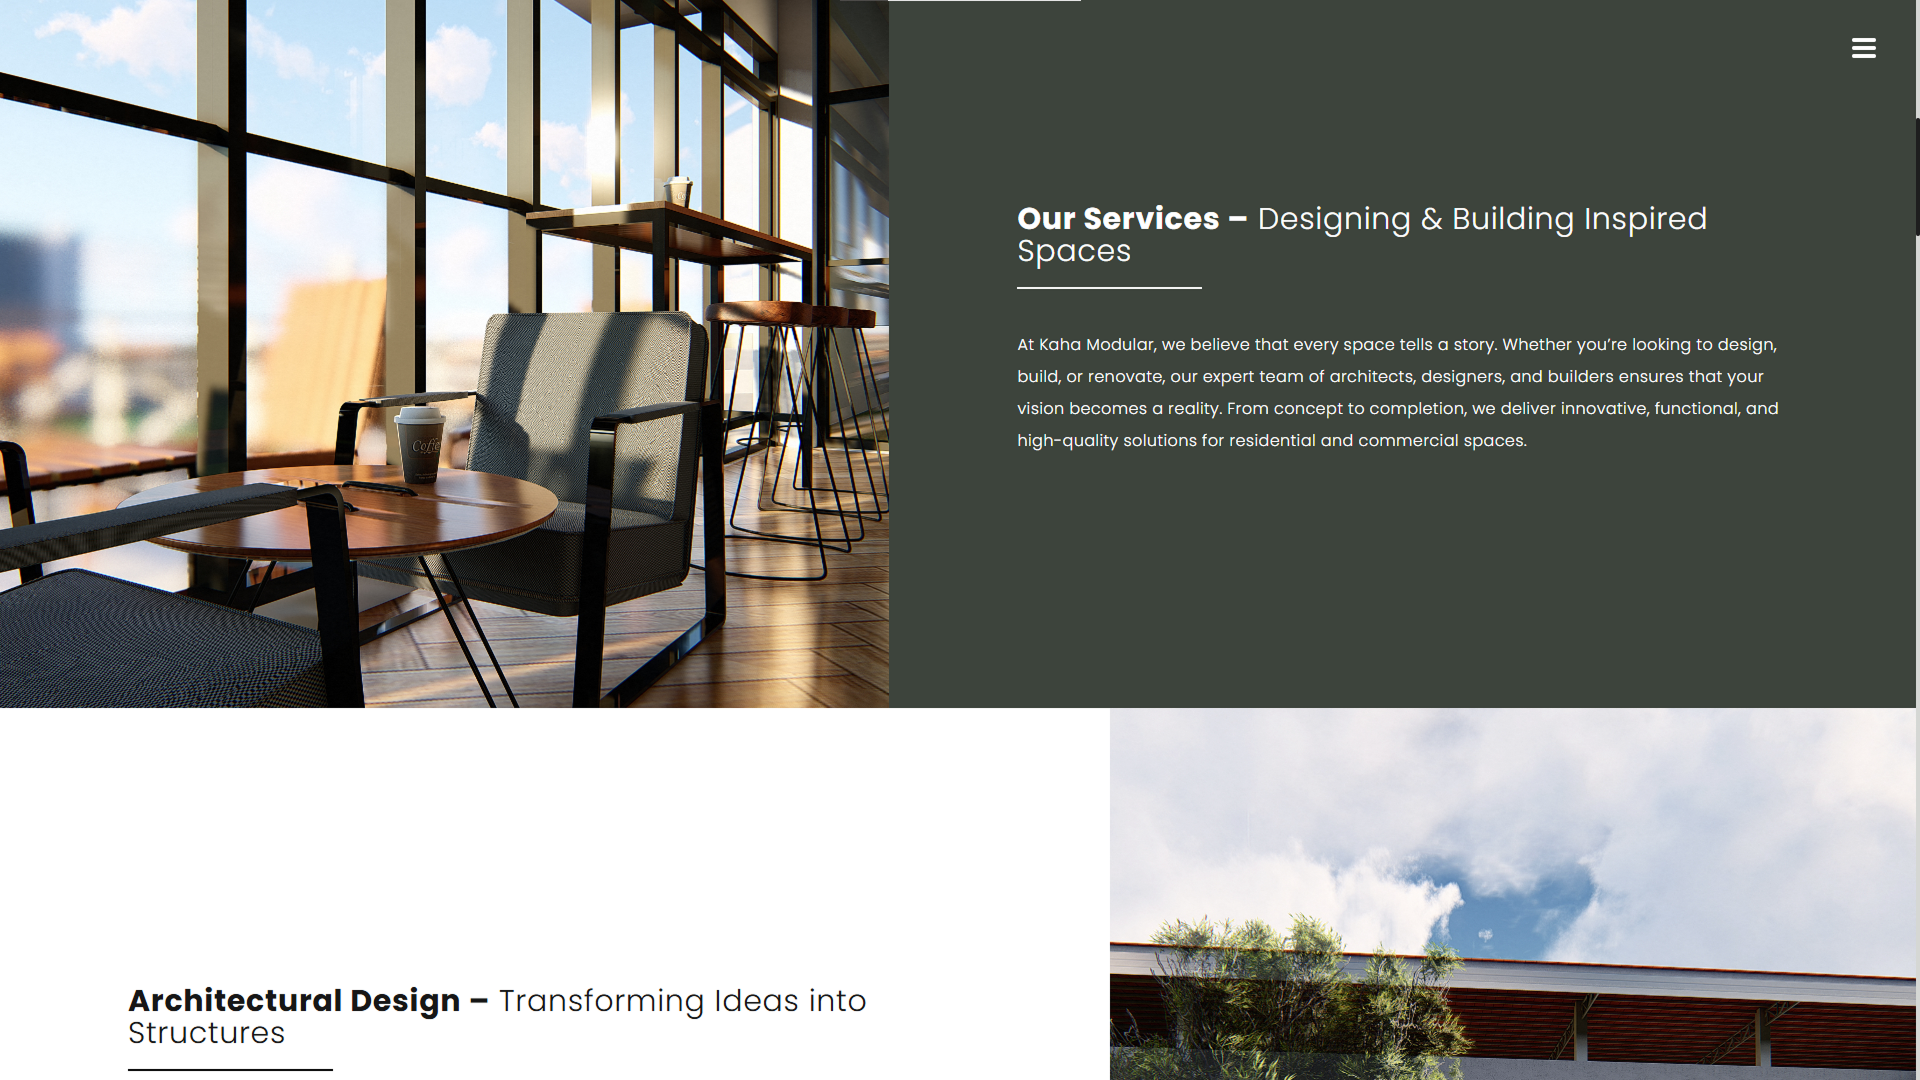 Our Services – Designing & Building Inspired
Spaces
At Kaha Modular, we believe that every space tells a story. Whether you’re looking to design,
build, or renovate, our expert team of architects, designers, and builders ensures that your
vision becomes a reality. From concept to completion, we deliver innovative, functional, and
high-quality solutions for residential and commercial spaces.
Coffee
Architectural Design – Transforming Ideas into
Structures